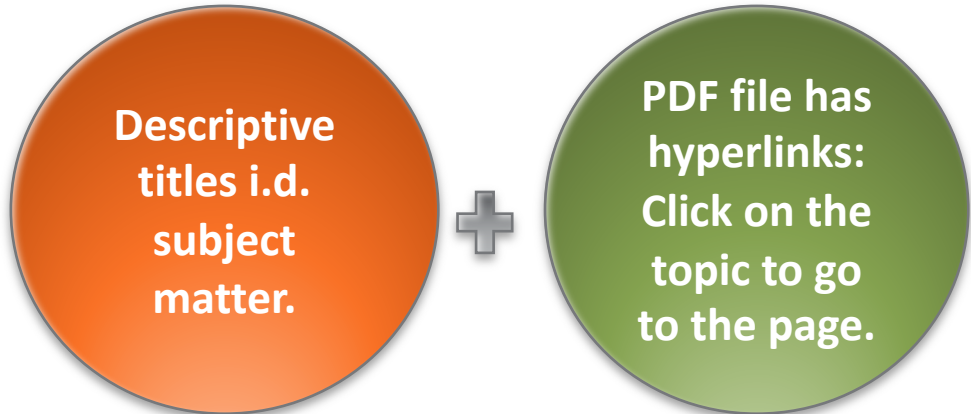 Descriptive
titles i.d.
subject
matter.
PDF file has
hyperlinks:
Click on the
topic to go
to the page.